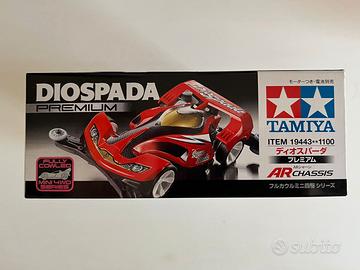 DIOSPADA
PREMIUM
FULLY
COWLED
MINI 4WD
SERIES
モーターつき・電池別売
TAMIYA
ITEM 19443**1100
ディオスパーダ
プレミアム
AR CHASSIS
フルカウルミニ四駆シリーズ
subito